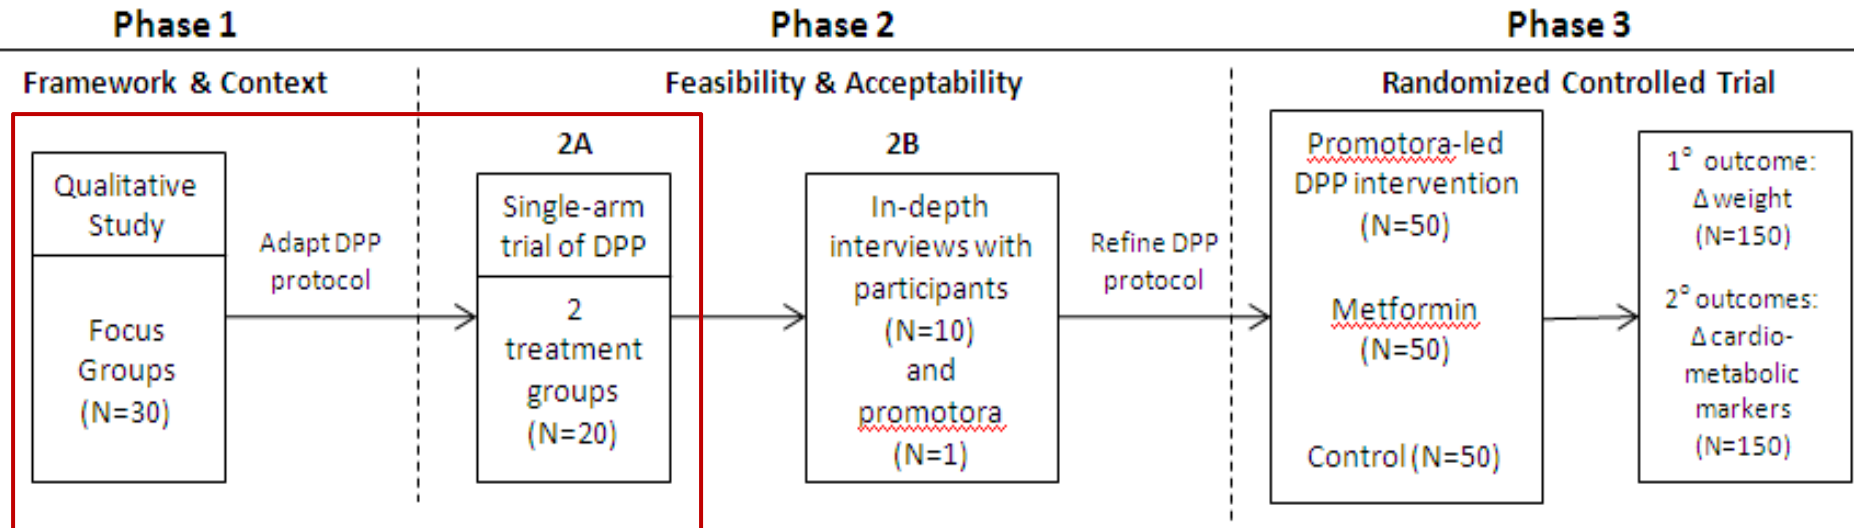 Phase 1
Phase 2
Phase 3
Framework & Context
Feasibility & Acceptability
Randomized Controlled Trial
Qualitative
Study
Focus
Groups
(N=30)
Adapt DPP
protocol
2A
Single-arm
trial of DPP
2
treatment
groups
(N=20)
2B
In-depth
interviews with
participants
(N=10)
and
promotora
(N=1)
Refine DPP
protocol
Promotora-led
DPP intervention
(N=50)
Metformin
(N=50)
Control (N=50)
1° outcome:
Δ weight
(N=150)
2° outcomes:
Δ cardio-
metabolic
markers
(N=150)